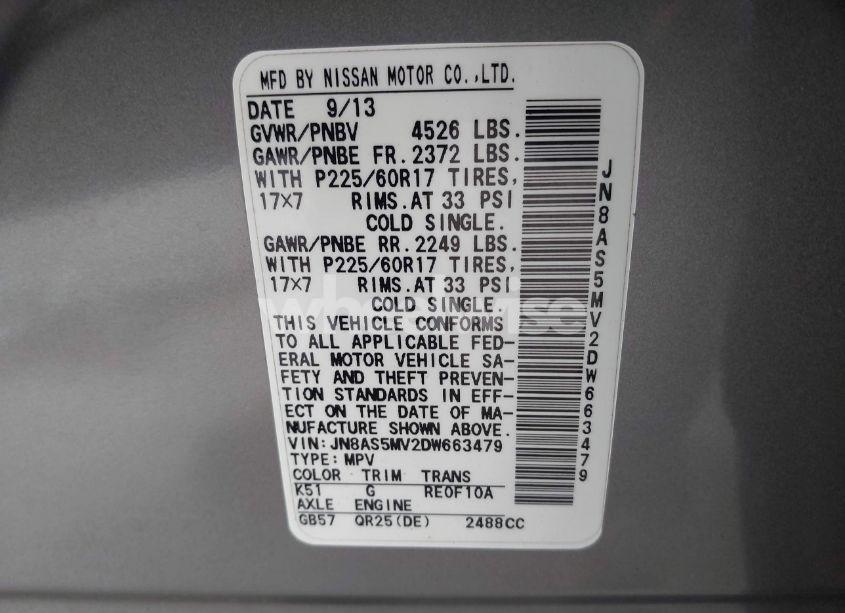 MFD BY NISSAN MOTOR CO.,LTD.
DATE 9/13
GVWR/PNBV 4526 LBS.
GAWR/PNBE FR. 2372 LBS.
WITH P225/60R17 TIRES,
17×7 RIMS.AT 33 PSI
COLD SINGLE.
GAWR/PNBE RR. 2249 LBS.
WITH P225/60R17 TIRES,
17×7 RIMS.AT 33 PSI
COLD SINGLE.
THIS VEHICLE CONFORMS
TO ALL APPLICABLE FED-
ERAL MOTOR VEHICLE SA-
FETY AND THEFT PREVEN-
TION STANDARDS IN EFF-
ECT ON THE DATE OF MA-
NUFACTURE SHOWN ABOVE.
VIN:JN8AS5MV2DW663479
TYPE:MPV
COLOR TRIM TRANS
K51 G RE0F10A
AXLE ENGINE
GB57 QR25(DE) 2488CC
JN8AS5MV2DW663479